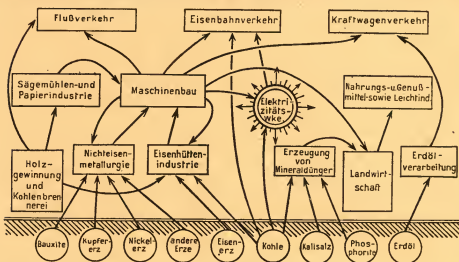 Flußverkehr
Eisenbahnverkehr
Kraftwagenverkehr
Sägemühlen-und
Papierindustrie
Maschinenbau
Elektri-
zitäts-
wke.
Nahrungs-u.Genuß-
mittel-sowie Leichtind.
Holz-
gewinnung
und
Kohlenbren-
nerei
Nichteisen-
metallurgie
Eisenhütten-
industrie
Erzeugung
von
Mineraldünger
Landwirt-
schaft
Erdöl-
verarbeitung
Bauxite
Kupfer-
erz
Nickel-
erz
andere
Erze
Eisen-
erz
Kohle
Kalisalz
Phos-
phorite
Erdöl